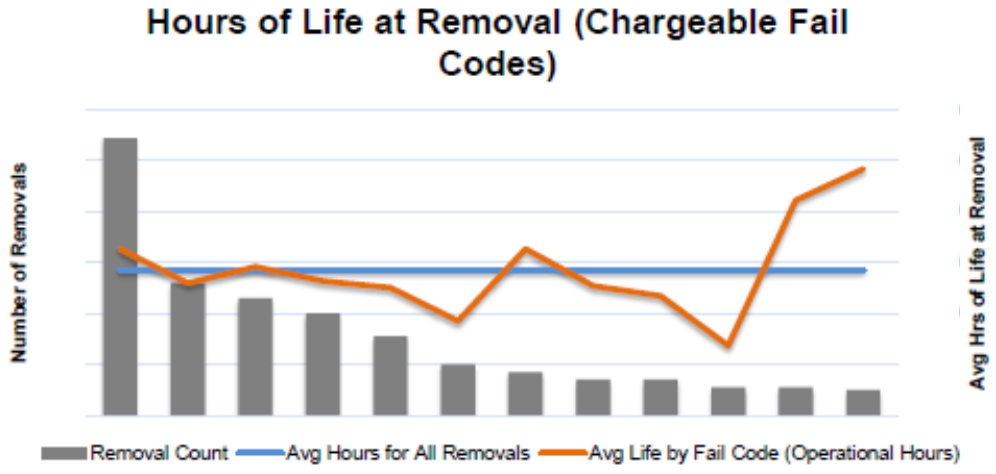 Hours of Life at Removal (Chargeable Fail
Codes)
Number of Removals
Avg Hrs of Life at Removal
Removal Count
Avg Hours for All Removals
Avg Life by Fail Code (Operational Hours)